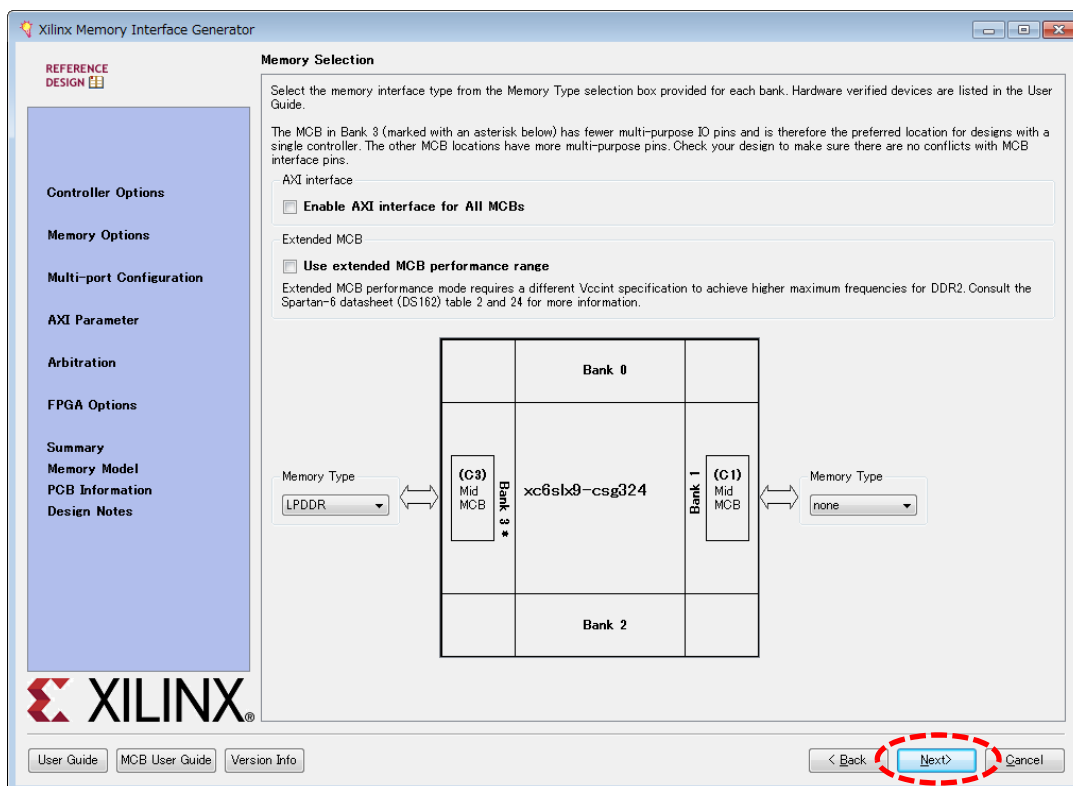 Xilinx Memory Interface Generator
REFERENCE
DESIGN
Controller Options
Memory Options
Multi-port Configuration
AXI Parameter
Arbitration
FPGA Options
Summary
Memory Model
PCB Information
Design Notes
XILINX®
Memory Selection
Select the memory interface type from the Memory Type selection box provided for each bank. Hardware verified devices are listed in the User
Guide.
The MCB in Bank 3 (marked with an asterisk below) has fewer multi-purpose IO pins and is therefore the preferred location for designs with a
single controller. The other MCB locations have more multi-purpose pins. Check your design to make sure there are no conflicts with MCB
interface pins.
AXI interface
Enable AXI interface for All MCBs
Extended MCB
Use extended MCB performance range
Extended MCB performance mode requires a different Vccint specification to achieve higher maximum frequencies for DDR2. Consult the
Spartan-6 datasheet (DS162) table 2 and 24 for more information.
Bank 0
Memory Type
LPDDR
(C3)
Mid
MCB
Bank 3 *
xc6slx9-csg324
Bank 1
(C1)
Mid
MCB
Memory Type
none
Bank 2
User Guide
MCB User Guide
Version Info
< Back
Next>
Cancel